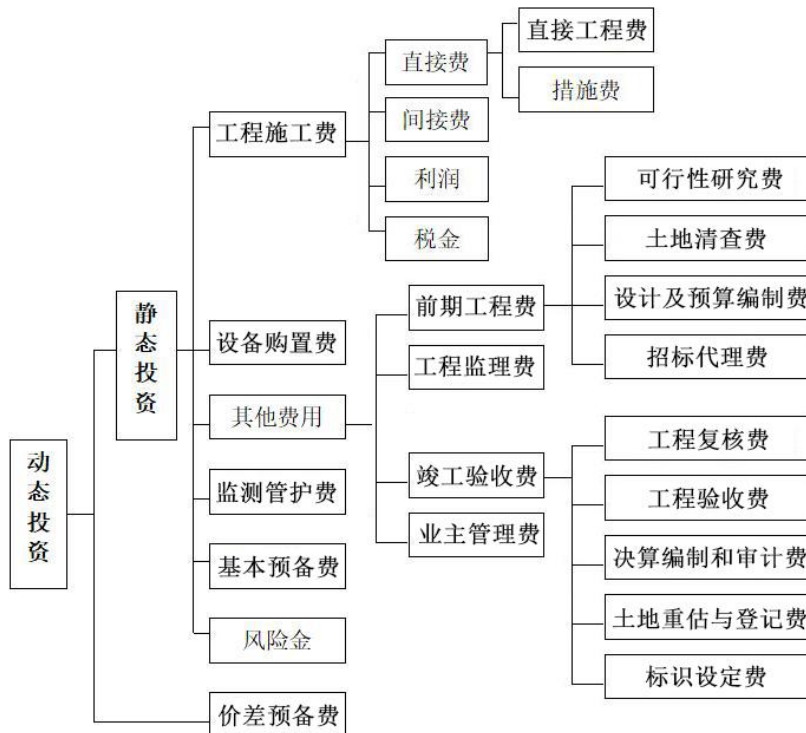 动态投资
静态投资
工程施工费
直接费
直接工程费
措施费
间接费
利润
税金
设备购置费
其他费用
前期工程费
可行性研究费
土地清查费
设计及预算编制费
招标代理费
工程监理费
竣工验收费
工程复核费
工程验收费
决算编制和审计费
土地重估与登记费
标识设定费
业主管理费
监测管护费
基本预备费
风险金
价差预备费